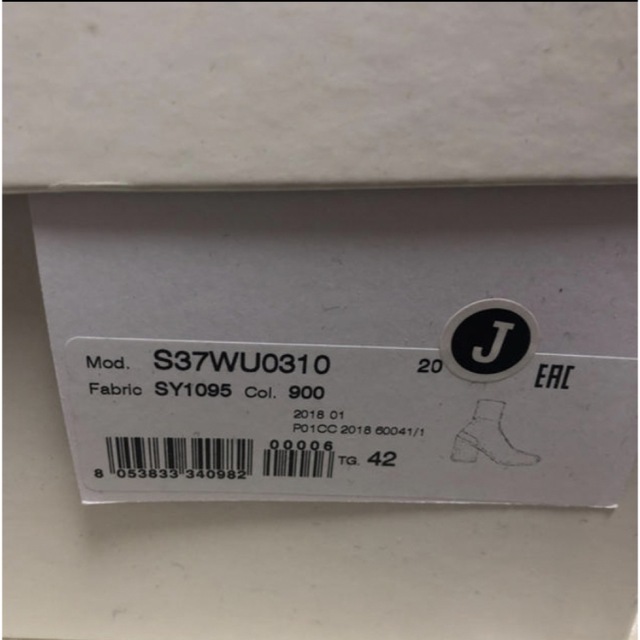 Mod. S37WU0310 20 J
Fabric SY1095 Col. 900 EAC
2018 01
P01CC 2018 60041/1
00006
8 053833 340982 TG. 42